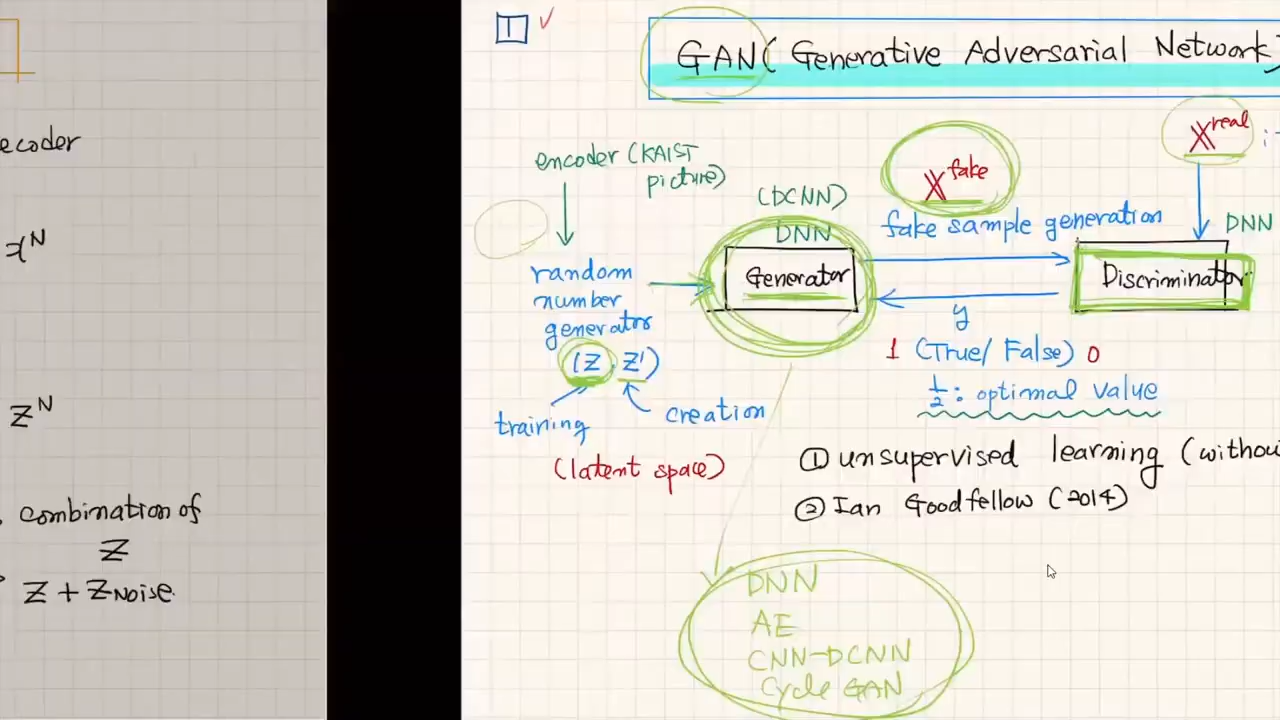 ecoder
x^N
z^N
combination of
Z
Z + Z Noise
1
GAN ( Generative Adversarial Network)
X^real
encoder (KAIST
picture)
X^fake
(DCNN)
DNN
fake sample generation
DNN
Generator
Discriminator
random
number
generator
(Z, Z')
y
1 (True/ False) 0
1/2 : optimal value
training
creation
(latent space)
① unsupervised learning (withou
② Ian Goodfellow (2014)
DNN
AE
CNN-DCNN
Cycle GAN